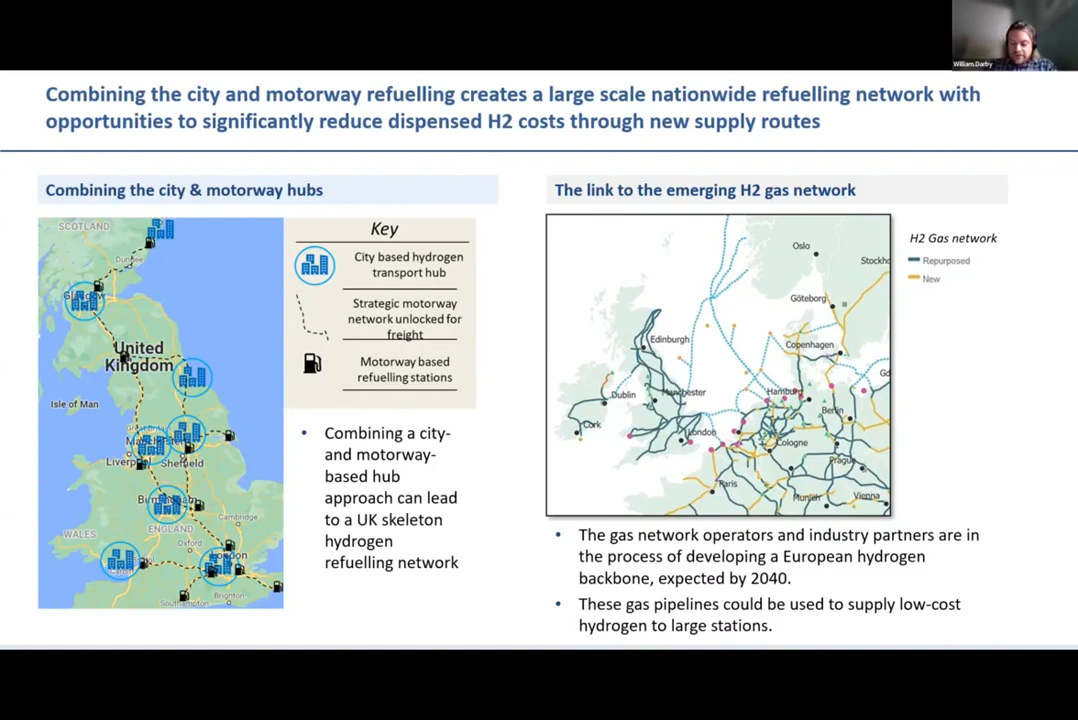 William.Darby
Combining the city and motorway refuelling creates a large scale nationwide refuelling network with
opportunities to significantly reduce dispensed H2 costs through new supply routes
Combining the city & motorway hubs
SCOTLAND
Dundee
Glasgow
United
Kingdom
Isle of Man
Liverpool
Sheffield
Birmingham
WALES
ENGLAND
Cambridge
Oxford
London
Cardiff
Southampton
Brighton
Key
City based hydrogen
transport hub
Strategic motorway
network unlocked for
freight
Motorway based
refuelling stations
• Combining a city-
and motorway-
based hub
approach can lead
to a UK skeleton
hydrogen
refuelling network
The link to the emerging H2 gas network
Oslo
Stockho
Göteborg
Edinburgh
Copenhagen
Dublin
Manchester
Hamburg
Gd
Berlin
Cork
London
Cologne
Prague
Paris
Munich
Vienna
H2 Gas network
Repurposed
New
• The gas network operators and industry partners are in
the process of developing a European hydrogen
backbone, expected by 2040.
• These gas pipelines could be used to supply low-cost
hydrogen to large stations.